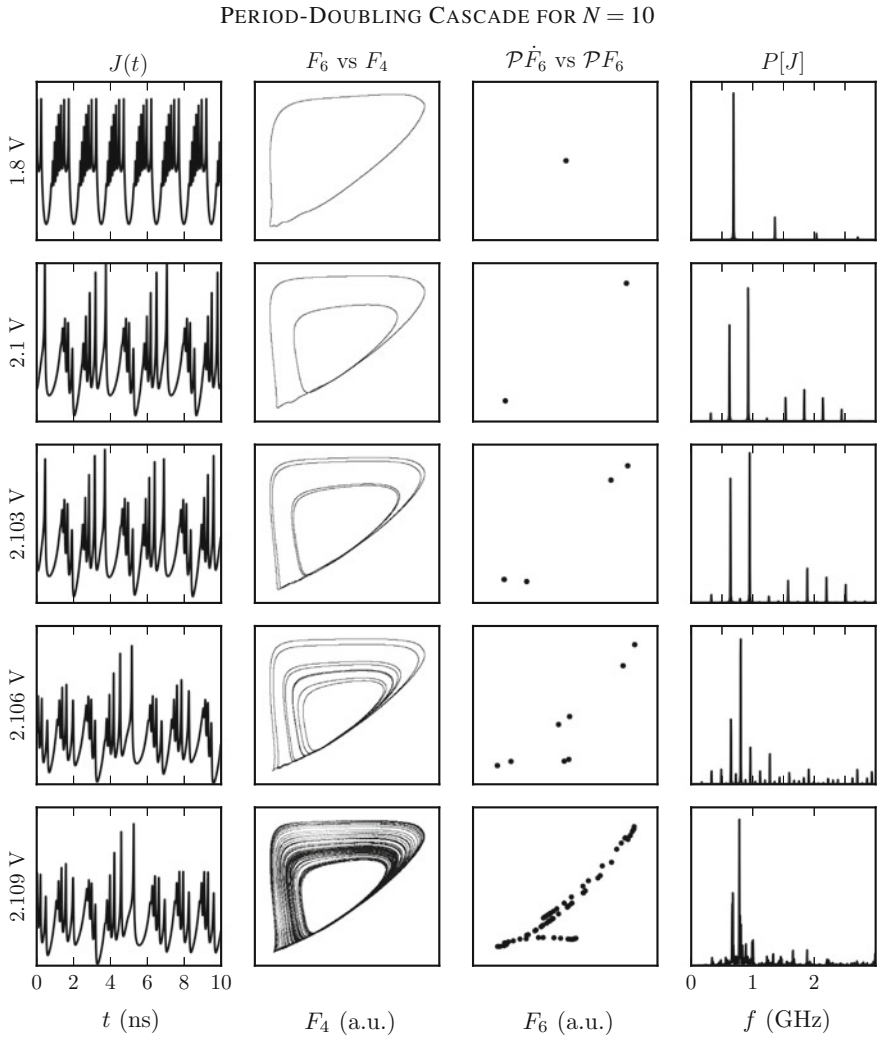 PERIOD-DOUBLING CASCADE FOR N = 10
J(t)
F₆ vs F₄
𝒫Ḟ₆ vs 𝒫F₆
P[J]
1.8 V
2.1 V
2.103 V
2.106 V
2.109 V
0 2 4 6 8 10
0 1 2
t (ns)
F₄ (a.u.)
F₆ (a.u.)
f (GHz)